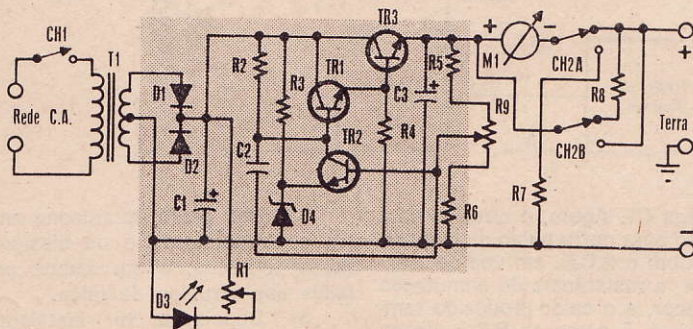 CH1
T1
Rede C.A.
D1
D2
C1
D3
R1
R2
R3
TR1
TR2
TR3
C2
D4
R4
C3
R5
R9
R6
M1
CH2A
CH2B
R8
R7
Terra
+
+
+
+
−
−